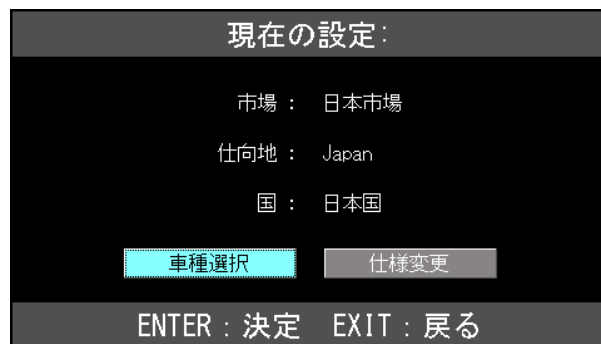 現在の設定:
市場： 日本市場
仕向地： Japan
国： 日本国
車種選択 仕様変更
ENTER：決定 EXIT：戻る